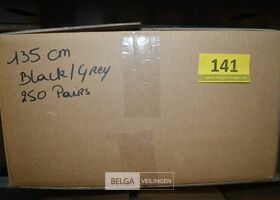 135 cm
Black/Grey
250 Pairs
141
BELGA VEILINGEN